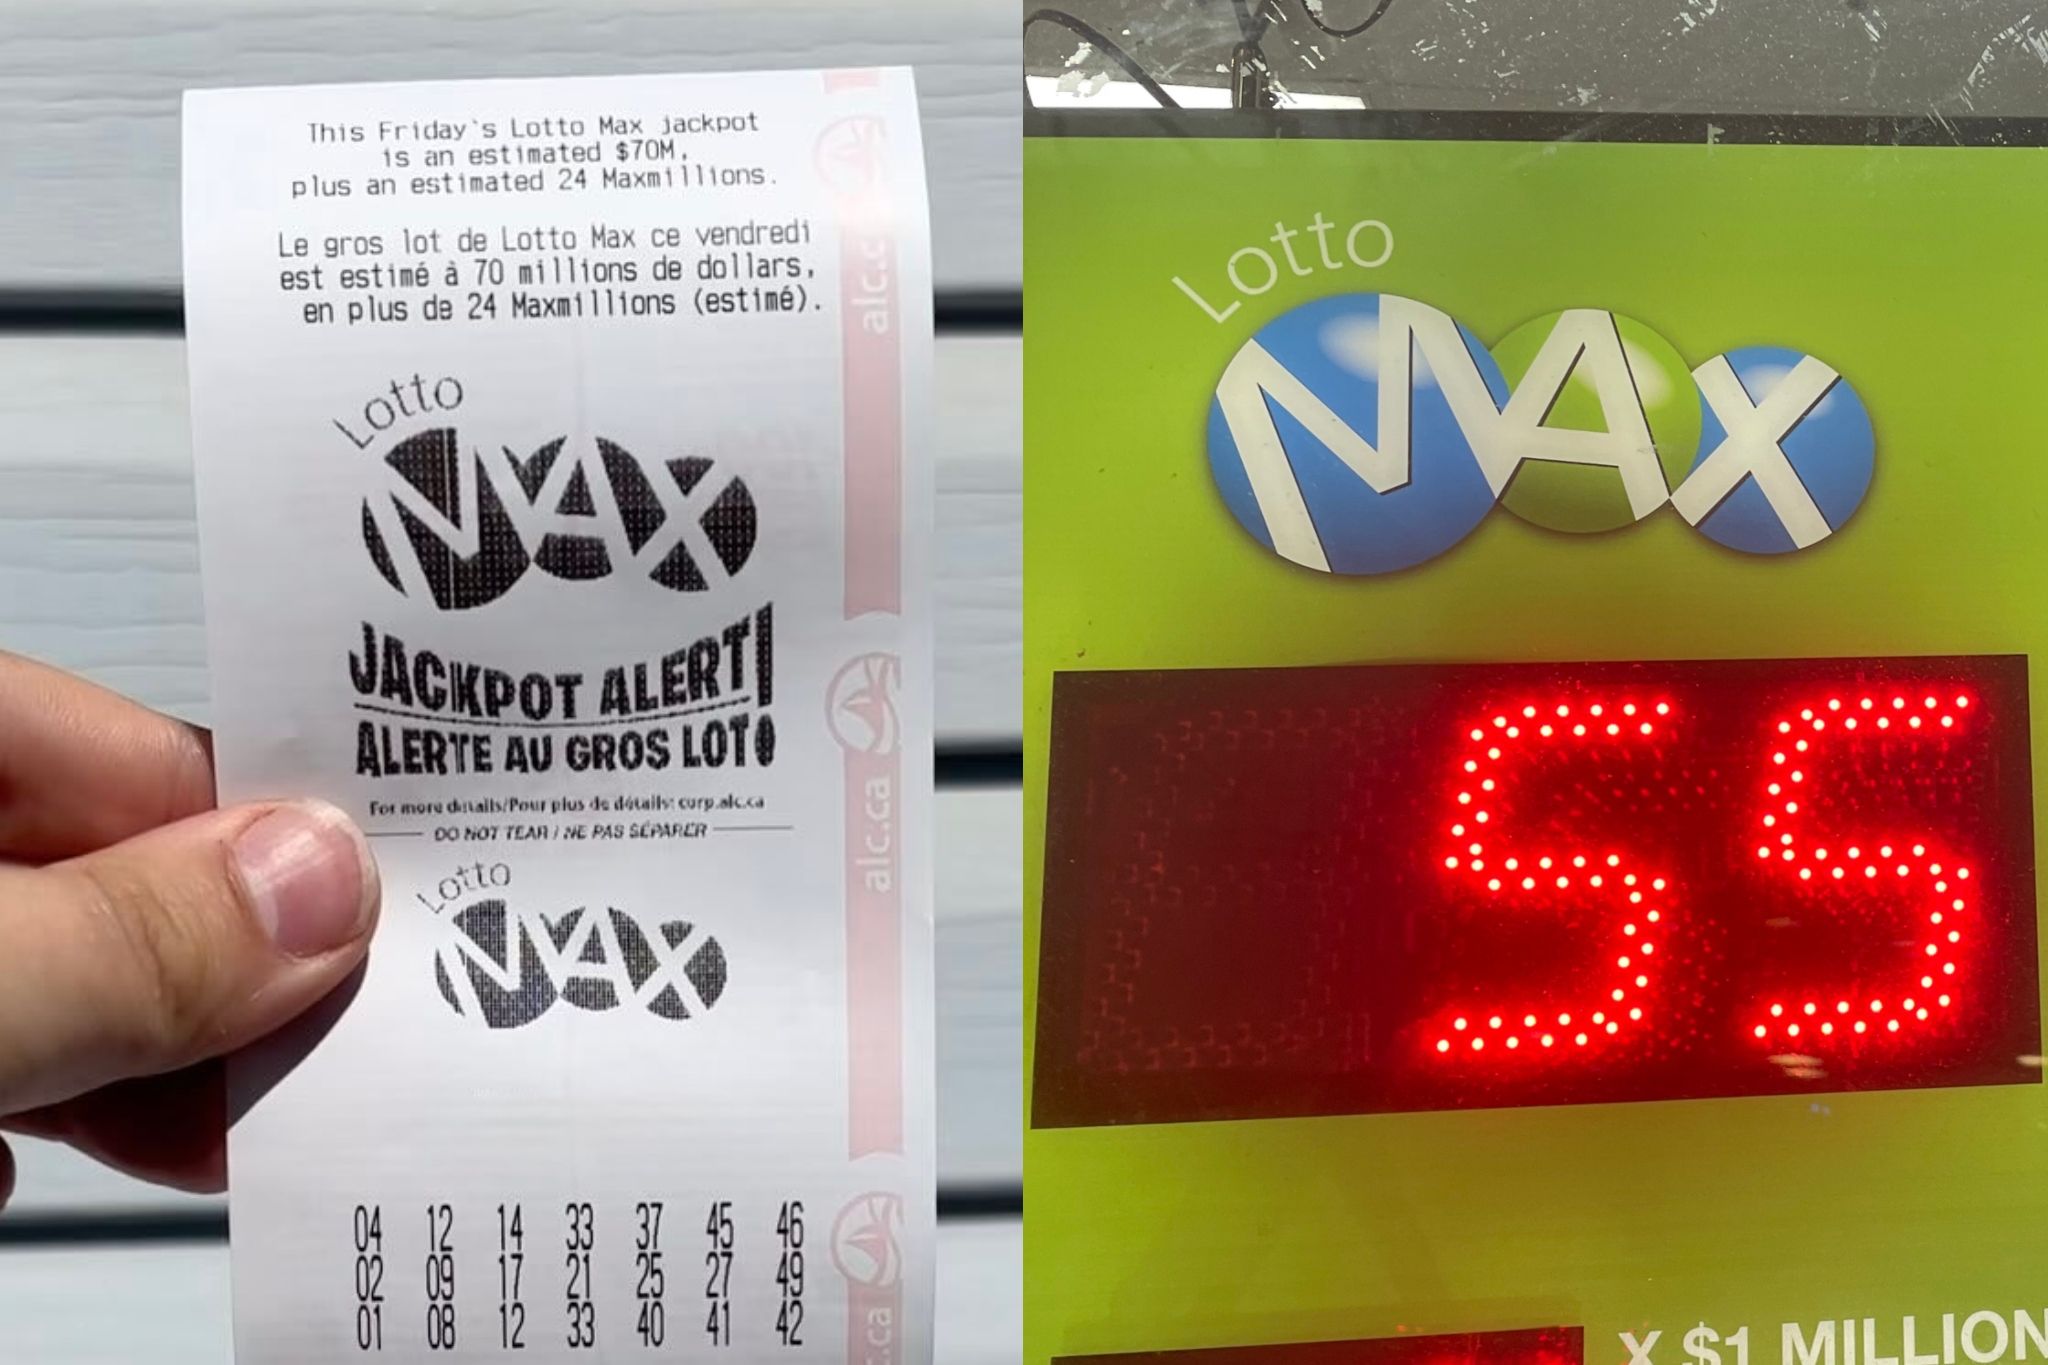 This Friday's Lotto Max jackpot
is an estimated $70M,
plus an estimated 24 Maxmillions.
Le gros lot de Lotto Max ce vendredi
est estimé à 70 millions de dollars,
en plus de 24 Maxmillions (estimé).
Lotto
MAX
JACKPOT ALERT!
ALERTE AU GROS LOT!
For more details/Pour plus de détails: corp.alc.ca
DO NOT TEAR / NE PAS SÉPARER
Lotto
MAX
04 12 14 33 37 45 46
02 09 17 21 25 27 49
01 08 12 33 40 41 42
alc.c
alc.ca
c.ca
Lotto
MAX
55
X $1 MILLION